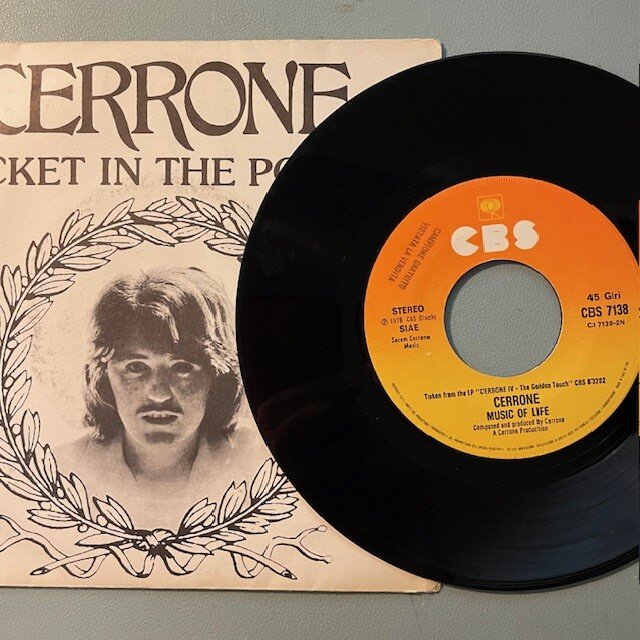 CERRONE
CKET IN THE PO
CBS
CAMPIONE GRATUITO
VIETATA LA VENDITA
STEREO
℗ 1978 CBS Dischi
SIAE
Sacem Cerrone
Music
45 Giri
CBS 7138
CJ 7138-2N
Taken from the LP "CERRONE IV - The Golden Touch" CBS 83282
CERRONE
MUSIC OF LIFE
Composed and produced by Cerrone
A Cerrone Production